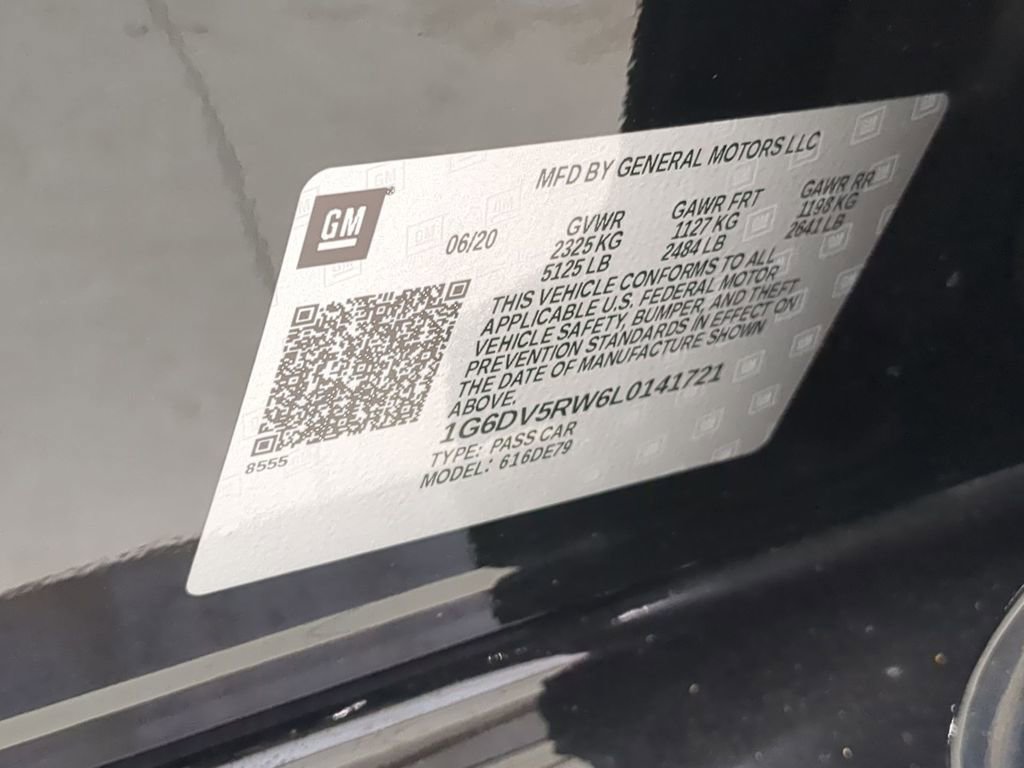 MFD BY GENERAL MOTORS LLC
GM
06/20
GVWR
2325 KG
5125 LB
GAWR FRT
1127 KG
2484 LB
GAWR RR
1198 KG
2641 LB
THIS VEHICLE CONFORMS TO ALL
APPLICABLE U.S. FEDERAL MOTOR
VEHICLE SAFETY, BUMPER, AND THEFT
PREVENTION STANDARDS IN EFFECT ON
THE DATE OF MANUFACTURE SHOWN
ABOVE.
1G6DV5RW6L0141721
TYPE: PASS CAR
MODEL: 616DE79
8555